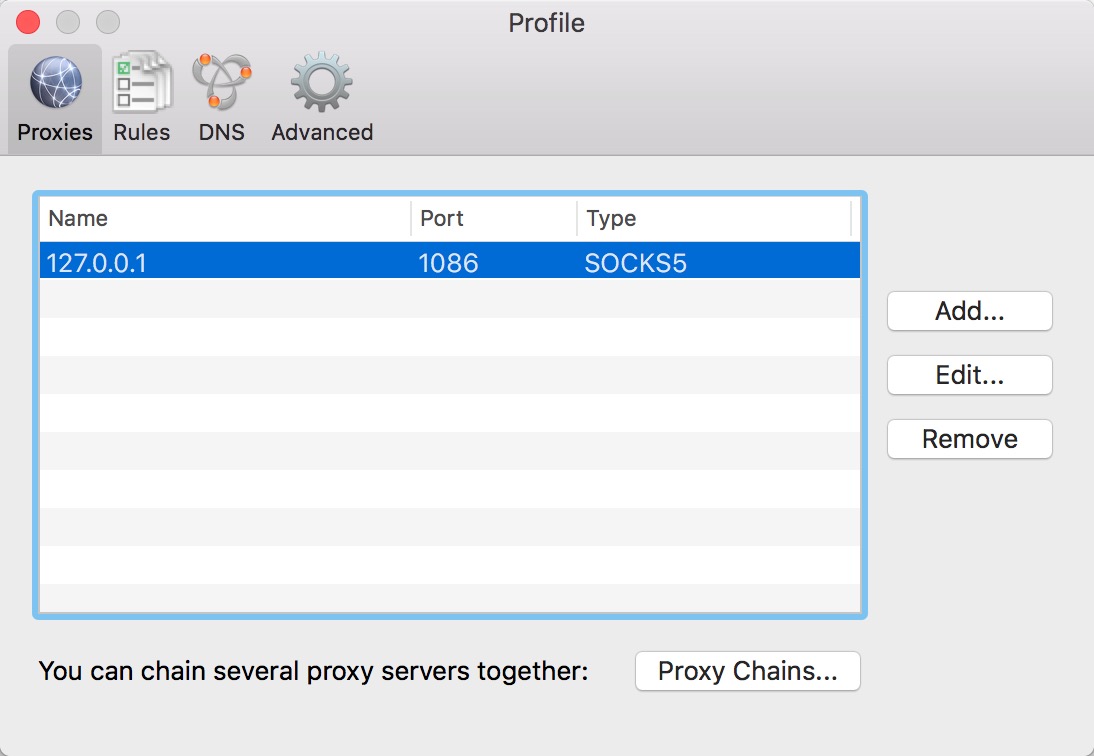 Profile
Proxies Rules DNS Advanced
Name Port Type
127.0.0.1 1086 SOCKS5
Add...
Edit...
Remove
You can chain several proxy servers together: Proxy Chains...